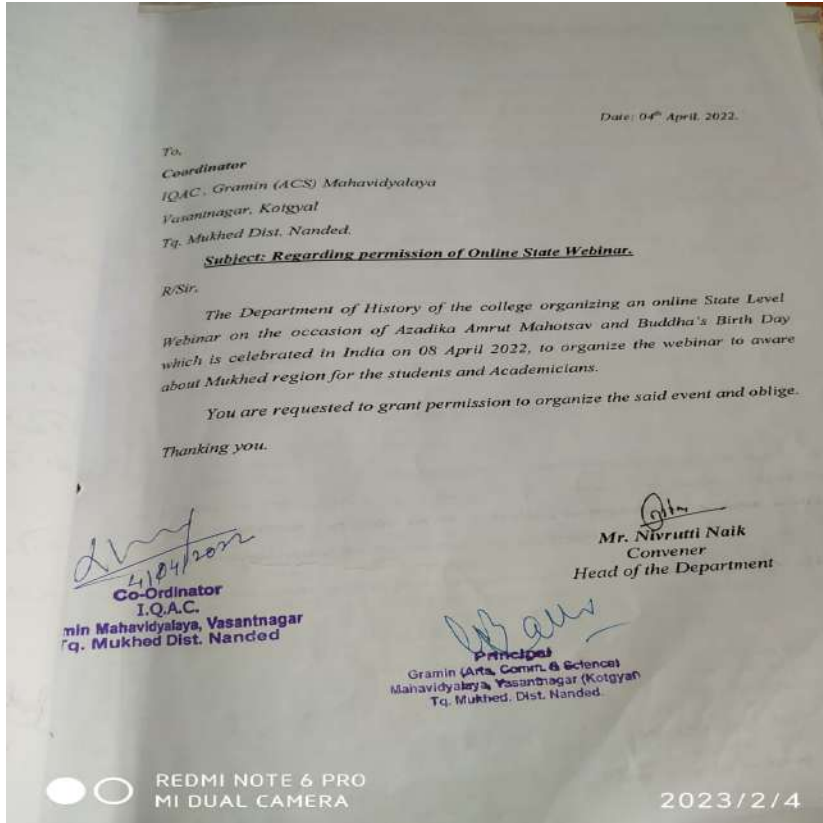 Date: 04th April. 2022.
To,
Coordinator
IQAC, Gramin (ACS) Mahavidyalaya
Vasantnagar, Kotgyal
Tq. Mukhed Dist. Nanded.
Subject: Regarding permission of Online State Webinar.
R/Sir,
The Department of History of the college organizing an online State Level
Webinar on the occasion of Azadika Amrut Mahotsav and Buddha's Birth Day
which is celebrated in India on 08 April 2022, to organize the webinar to aware
about Mukhed region for the students and Academicians.
You are requested to grant permission to organize the said event and oblige.
Thanking you.
Mr. Nivrutti Naik
Convener
Head of the Department
4/04/2022
Co-Ordinator
I.Q.A.C.
min Mahavidyalaya, Vasantnagar
Tq. Mukhed Dist. Nanded
Principal
Gramin (Arts, Comm. & Science)
Mahavidyalaya, Vasantnagar (Kotgyan
Tq. Mukhed. Dist. Nanded.
REDMI NOTE 6 PRO
MI DUAL CAMERA
2023/2/4